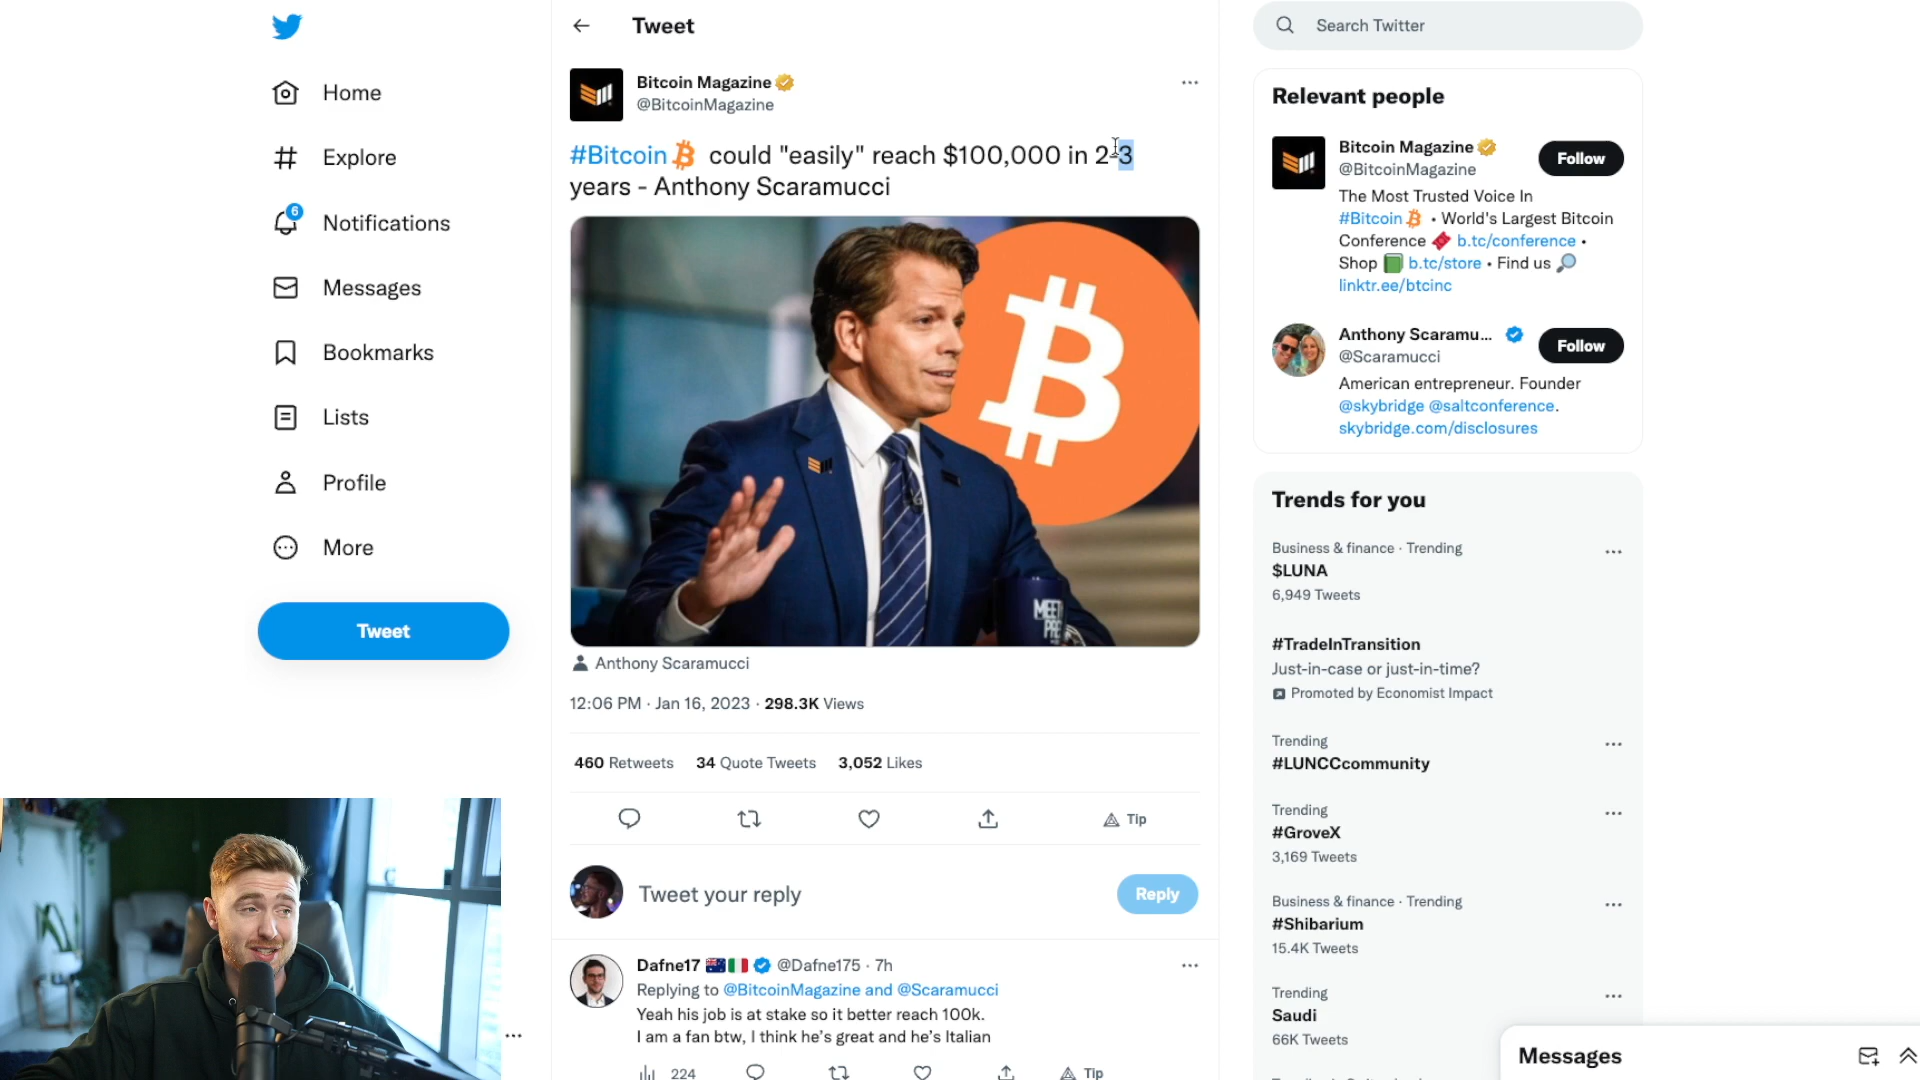 Home
Explore
6
Notifications
Messages
Bookmarks
Lists
Profile
More
Tweet
Tweet
Bitcoin Magazine
@BitcoinMagazine
#Bitcoin could "easily" reach $100,000 in 2-3
years - Anthony Scaramucci
Anthony Scaramucci
12:06 PM · Jan 16, 2023 · 298.3K Views
460 Retweets 34 Quote Tweets 3,052 Likes
Tip
Tweet your reply
Reply
Dafne17 @Dafne175 · 7h
Replying to @BitcoinMagazine and @Scaramucci
Yeah his job is at stake so it better reach 100k.
I am a fan btw, I think he's great and he's Italian
224
Tip
Search Twitter
Relevant people
Bitcoin Magazine
@BitcoinMagazine
Follow
The Most Trusted Voice In
#Bitcoin • World's Largest Bitcoin
Conference b.tc/conference •
Shop b.tc/store • Find us
linktr.ee/btcinc
Anthony Scaramu...
@Scaramucci
Follow
American entrepreneur. Founder
@skybridge @saltconference.
skybridge.com/disclosures
Trends for you
Business & finance · Trending
$LUNA
6,949 Tweets
#TradeInTransition
Just-in-case or just-in-time?
Promoted by Economist Impact
Trending
#LUNCCcommunity
Trending
#GroveX
3,169 Tweets
Business & finance · Trending
#Shibarium
15.4K Tweets
Trending
Saudi
66K Tweets
Messages